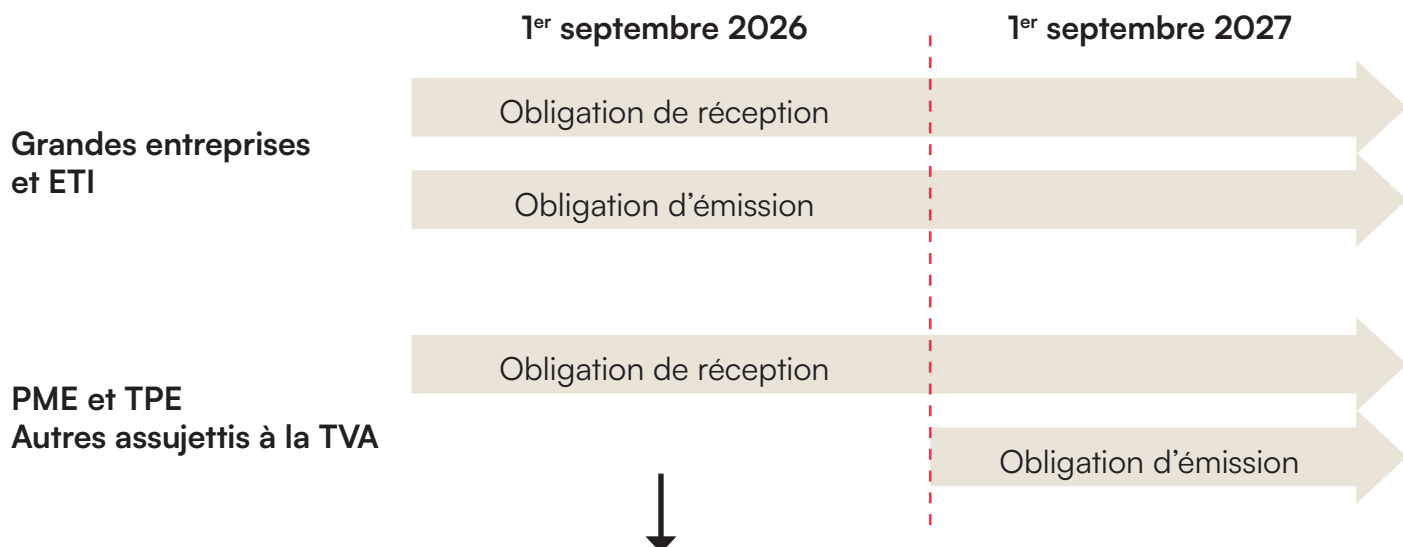 1er septembre 2026
1er septembre 2027
Grandes entreprises
et ETI
Obligation de réception
Obligation d’émission
PME et TPE
Autres assujettis à la TVA
Obligation de réception
Obligation d’émission